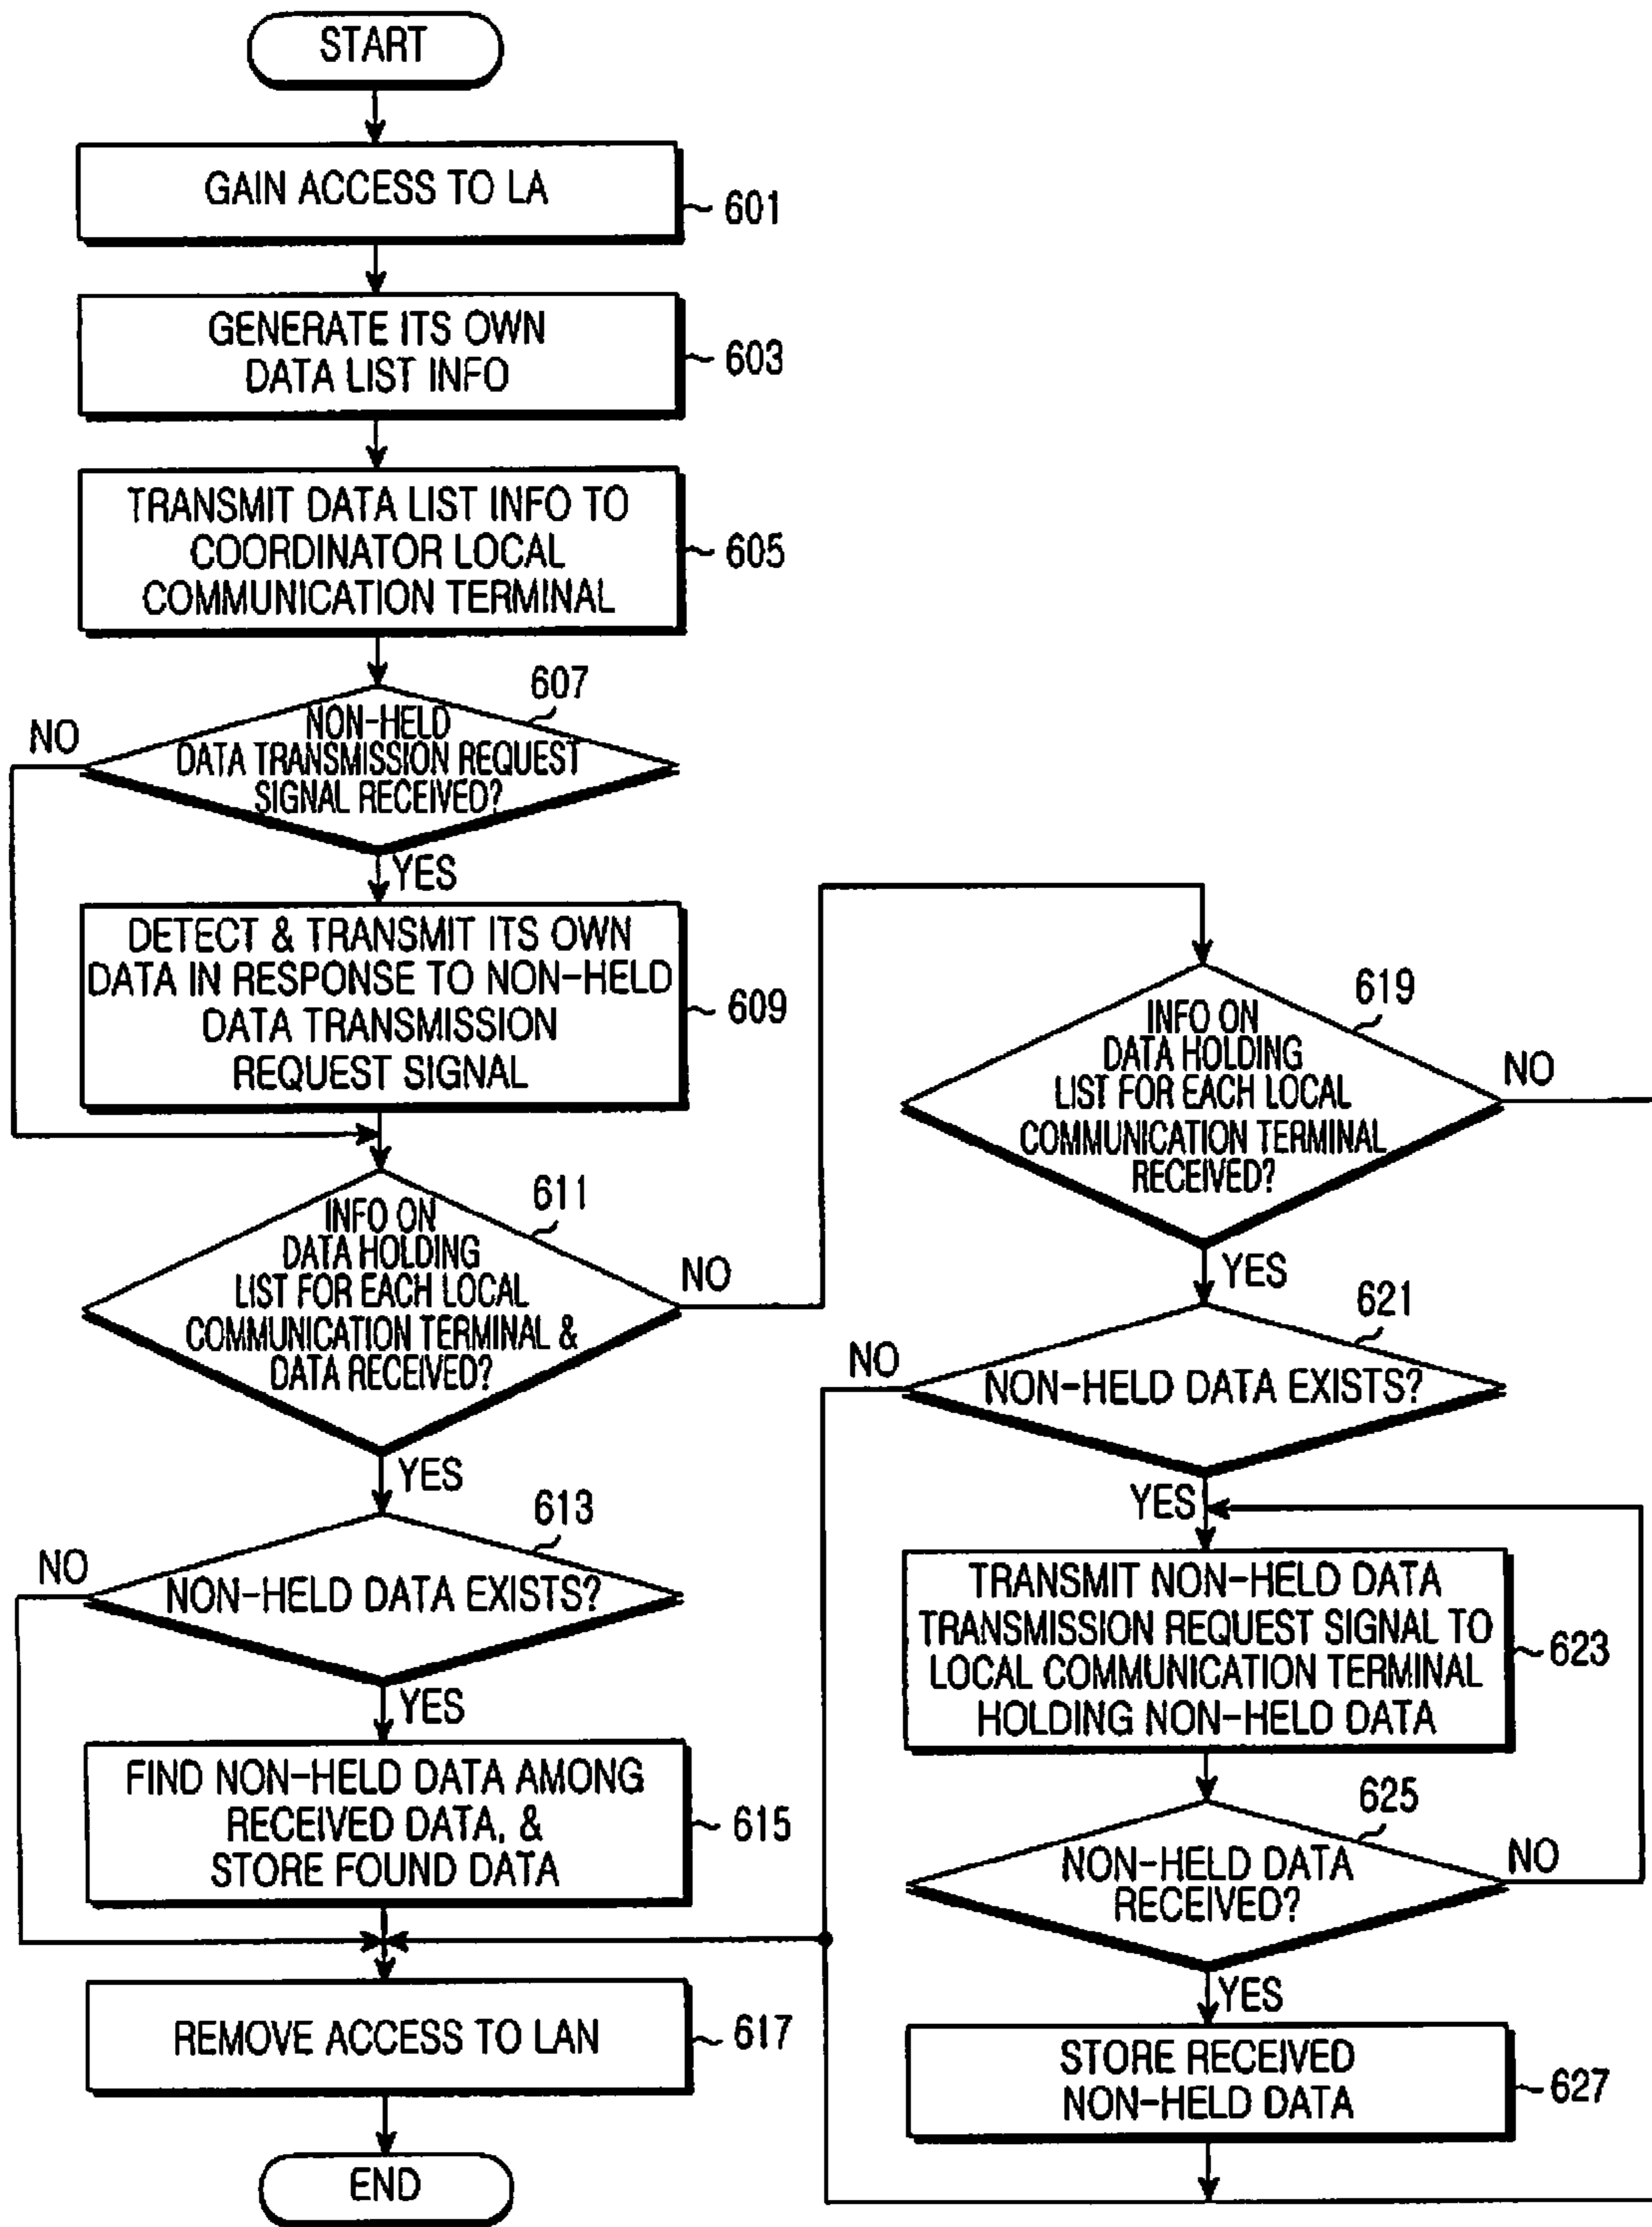 START
GAIN ACCESS TO LA
601
GENERATE ITS OWN
DATA LIST INFO
603
TRANSMIT DATA LIST INFO TO
COORDINATOR LOCAL
COMMUNICATION TERMINAL
605
607
NON-HELD
DATA TRANSMISSION REQUEST
SIGNAL RECEIVED?
NO
YES
DETECT & TRANSMIT ITS OWN
DATA IN RESPONSE TO NON-HELD
DATA TRANSMISSION
REQUEST SIGNAL
609
611
INFO ON
DATA HOLDING
LIST FOR EACH LOCAL
COMMUNICATION TERMINAL &
DATA RECEIVED?
NO
YES
613
NO
NON-HELD DATA EXISTS?
YES
FIND NON-HELD DATA AMONG
RECEIVED DATA, &
STORE FOUND DATA
615
REMOVE ACCESS TO LAN
617
END
619
INFO ON
DATA HOLDING
LIST FOR EACH LOCAL
COMMUNICATION TERMINAL
RECEIVED?
NO
YES
621
NO
NON-HELD DATA EXISTS?
YES
TRANSMIT NON-HELD DATA
TRANSMISSION REQUEST SIGNAL TO
LOCAL COMMUNICATION TERMINAL
HOLDING NON-HELD DATA
623
625
NON-HELD DATA
RECEIVED?
NO
YES
STORE RECEIVED
NON-HELD DATA
627